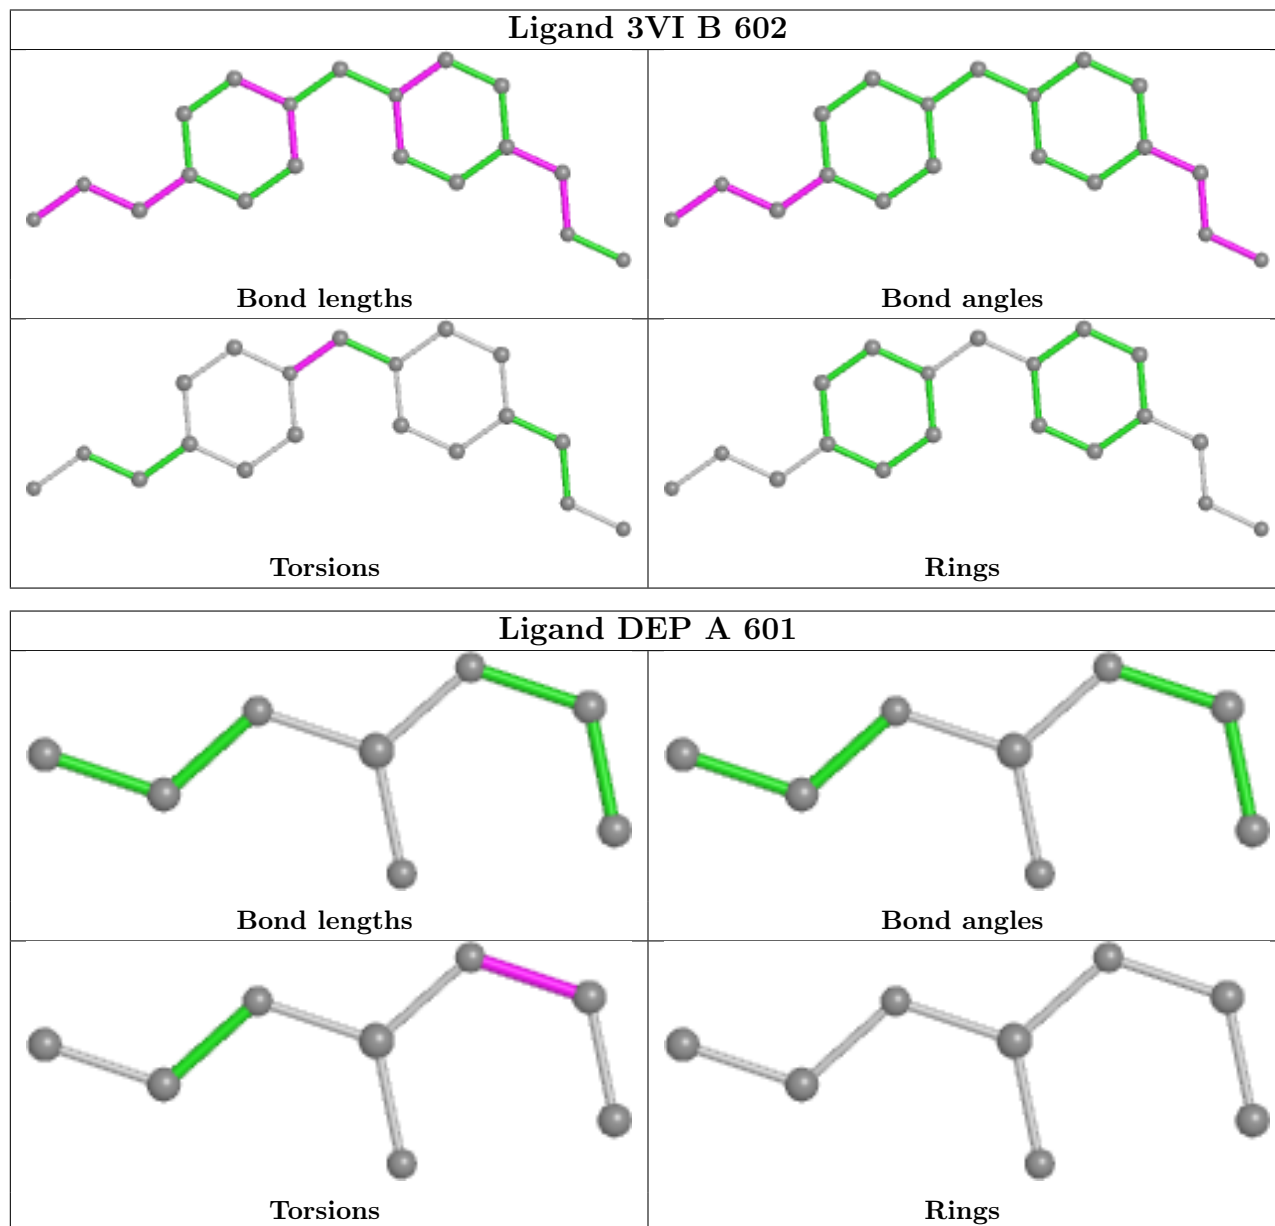 Ligand 3VI B 602
Bond lengths
Bond angles
Torsions
Rings
Ligand DEP A 601
Bond lengths
Bond angles
Torsions
Rings